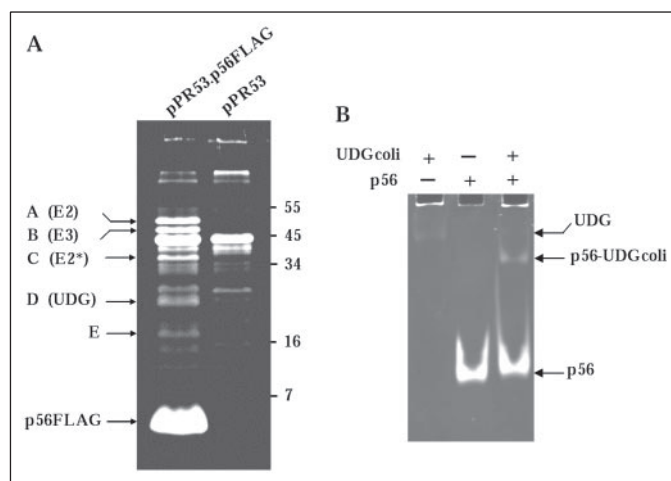 A
pPR53.p56FLAG
pPR53
A (E2)
B (E3)
C (E2*)
D (UDG)
E
p56FLAG
55
45
34
16
7
B
UDGcoli + − +
p56 − + +
UDG
p56-UDGcoli
p56